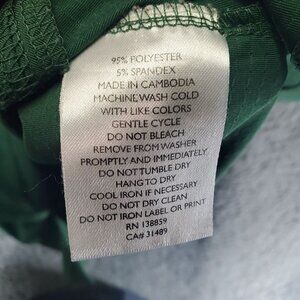 95% POLYESTER
5% SPANDEX
MADE IN CAMBODIA
MACHINE WASH COLD
WITH LIKE COLORS
GENTLE CYCLE
DO NOT BLEACH
REMOVE FROM WASHER
PROMPTLY AND IMMEDIATELY
DO NOT TUMBLE DRY
HANG TO DRY
COOL IRON IF NECESSARY
DO NOT DRY CLEAN
DO NOT IRON LABEL OR PRINT
RN 138859
CA# 31489